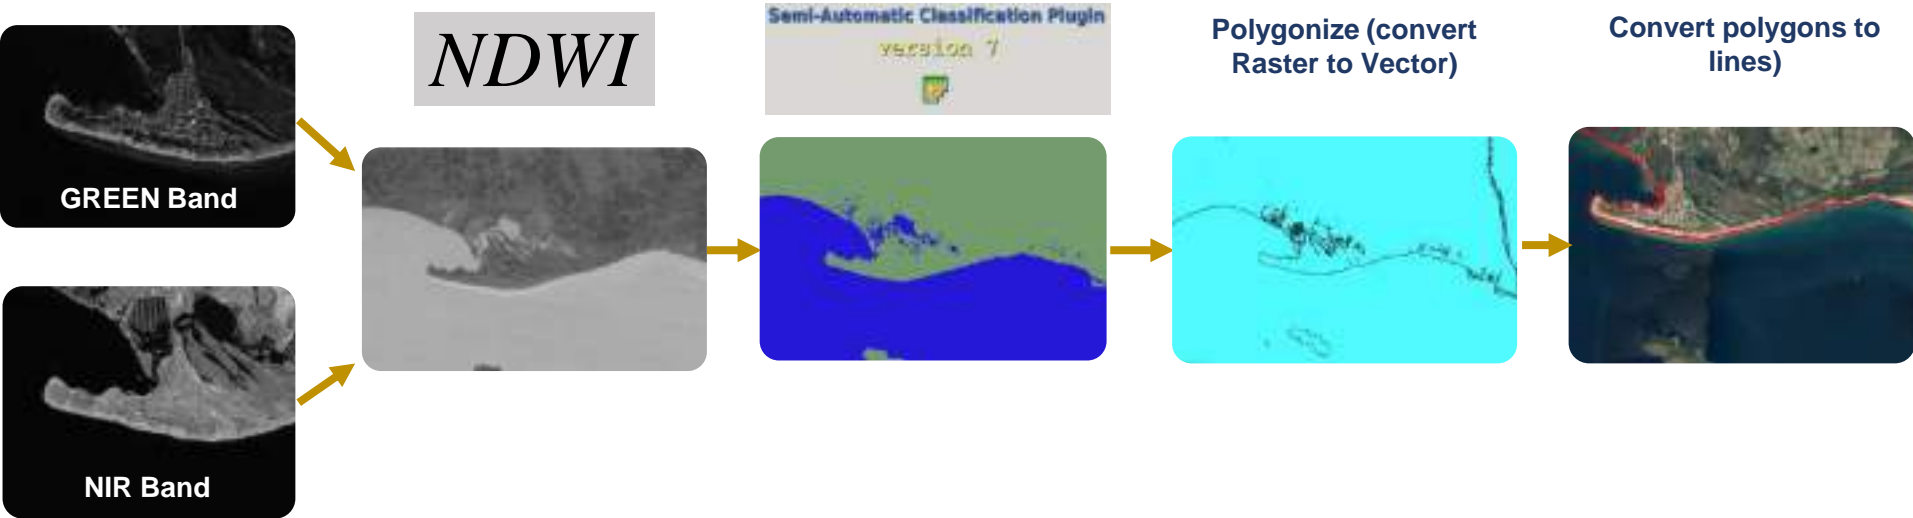 GREEN Band
NIR Band
NDWI
Semi-Automatic Classification Plugin
version 7
Polygonize (convert
Raster to Vector)
Convert polygons to
lines)